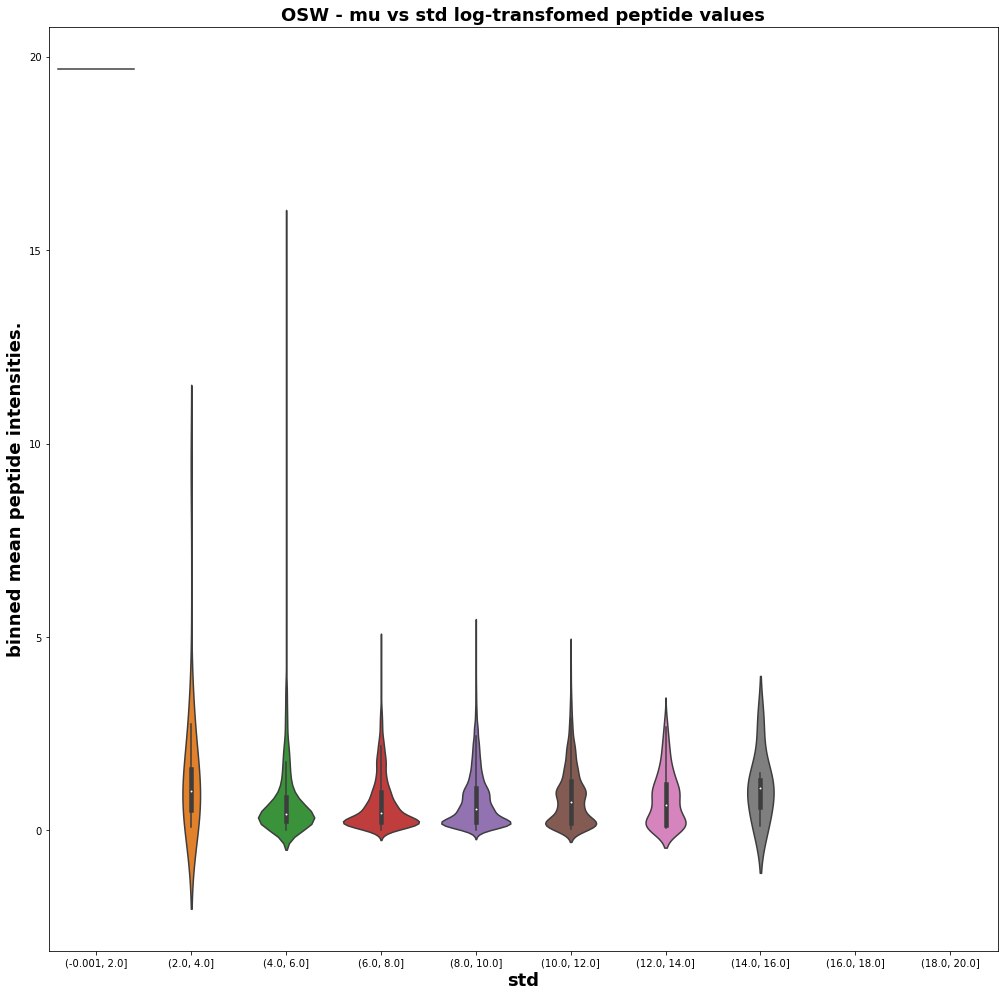 OSW - mu vs std log-transfomed peptide values
binned mean peptide intensities.
20
15
10
5
0
(-0.001, 2.0] (2.0, 4.0] (4.0, 6.0] (6.0, 8.0] (8.0, 10.0] (10.0, 12.0] (12.0, 14.0] (14.0, 16.0] (16.0, 18.0] (18.0, 20.0]
std